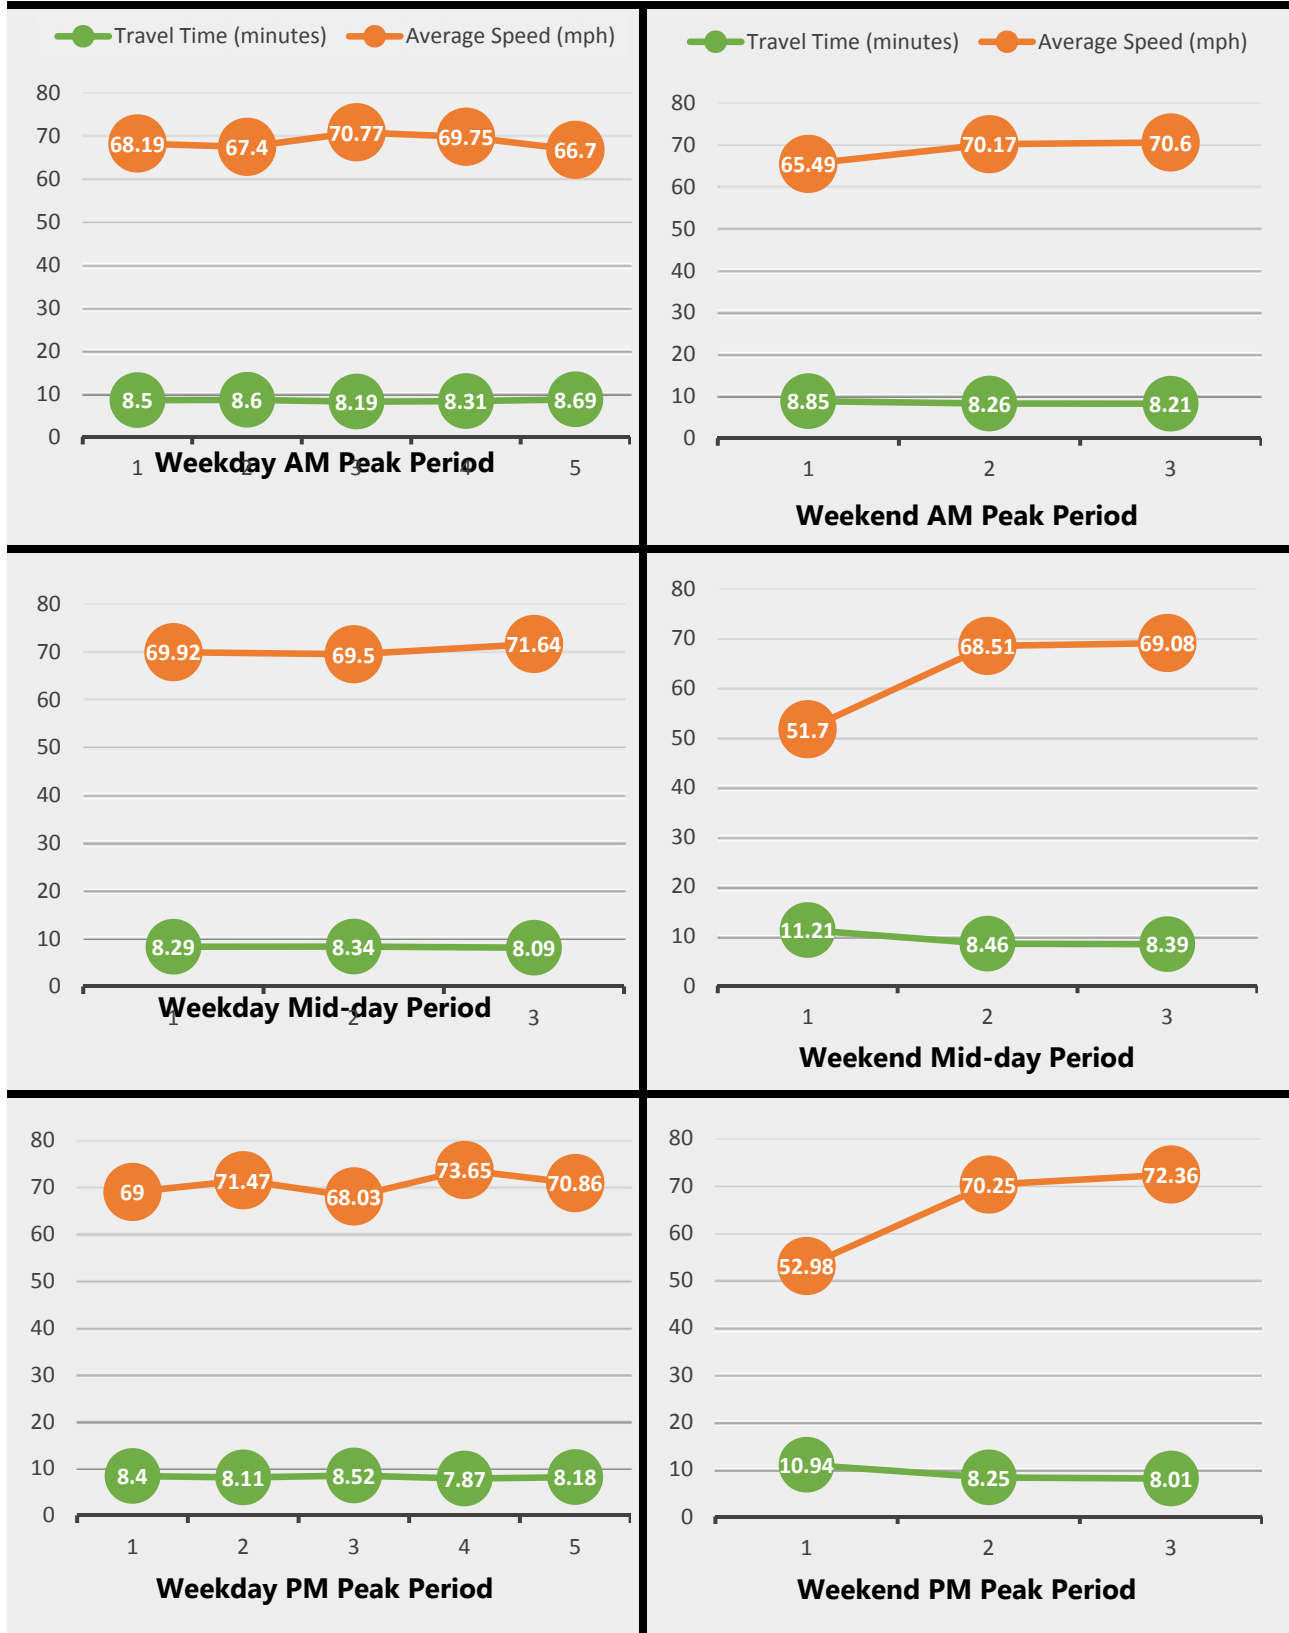 Travel Time (minutes) Average Speed (mph)
80
70
60
50
40
30
20
10
0
68.19 67.4 70.77 69.75 66.7
8.5 8.6 8.19 8.31 8.69
1 2 3 4 5
Weekday AM Peak Period
Travel Time (minutes) Average Speed (mph)
80
70
60
50
40
30
20
10
0
65.49 70.17 70.6
8.85 8.26 8.21
1 2 3
Weekend AM Peak Period
80
70
60
50
40
30
20
10
0
69.92 69.5 71.64
8.29 8.34 8.09
1 2 3
Weekday Mid-day Period
80
70
60
50
40
30
20
10
0
51.7 68.51 69.08
11.21 8.46 8.39
1 2 3
Weekend Mid-day Period
80
70
60
50
40
30
20
10
0
69 71.47 68.03 73.65 70.86
8.4 8.11 8.52 7.87 8.18
1 2 3 4 5
Weekday PM Peak Period
80
70
60
50
40
30
20
10
0
52.98 70.25 72.36
10.94 8.25 8.01
1 2 3
Weekend PM Peak Period